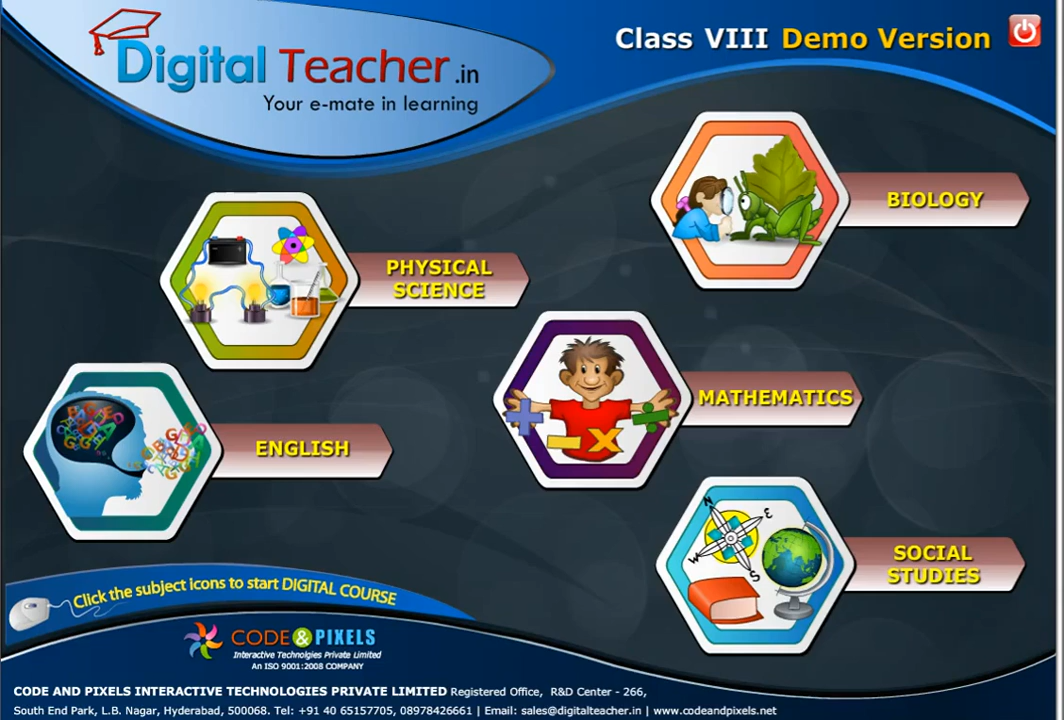 Digital Teacher.in
Your e-mate in learning
Class VIII Demo Version
BIOLOGY
PHYSICAL
SCIENCE
MATHEMATICS
ENGLISH
N
E
W
S
SOCIAL
STUDIES
Click the subject icons to start DIGITAL COURSE
CODE & PIXELS
Interactive Technolgies Private Limited
An ISO 9001:2008 COMPANY
CODE AND PIXELS INTERACTIVE TECHNOLOGIES PRIVATE LIMITED Registered Office, R&D Center - 266,
South End Park, L.B. Nagar, Hyderabad, 500068. Tel: +91 40 65157705, 08978426661 | Email: sales@digitalteacher.in | www.codeandpixels.net